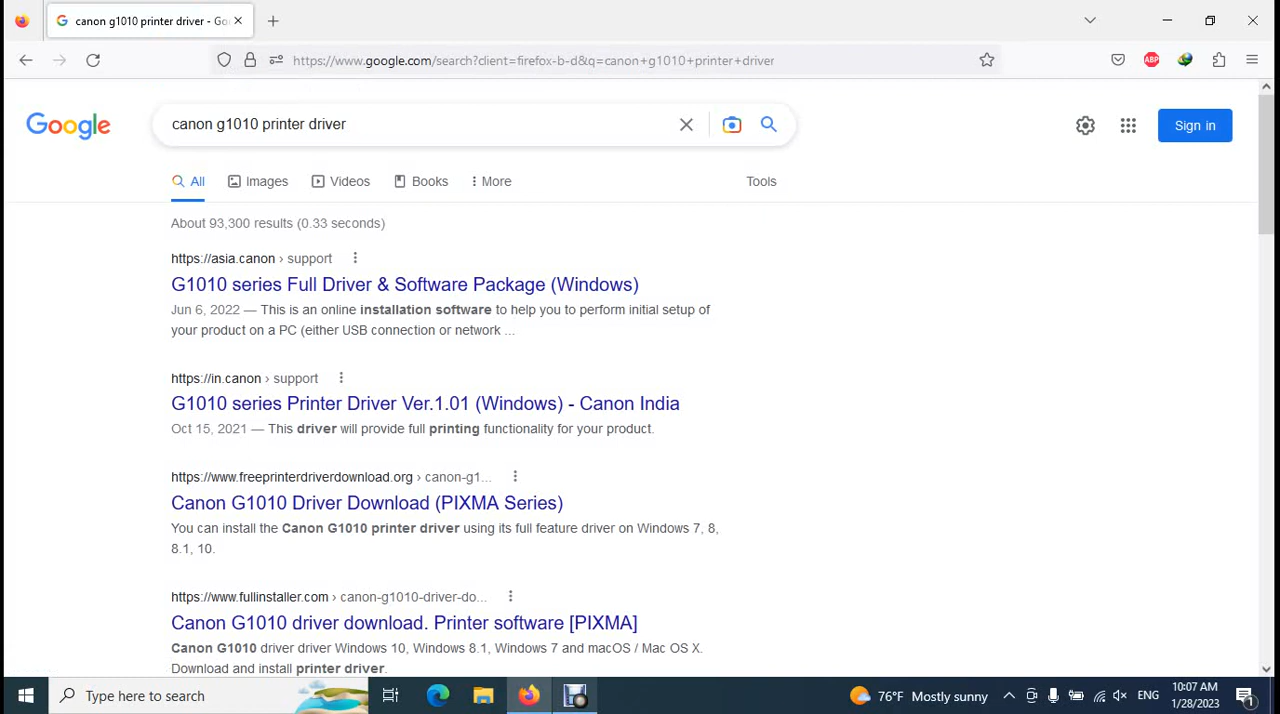 canon g1010 printer driver - Go
https://www.google.com/search?client=firefox-b-d&q=canon+g1010+printer+driver
ABP
Google
canon g1010 printer driver
Sign in
All
Images
Videos
Books
More
Tools
About 93,300 results (0.33 seconds)
https://asia.canon › support
G1010 series Full Driver & Software Package (Windows)
Jun 6, 2022 — This is an online installation software to help you to perform initial setup of
your product on a PC (either USB connection or network ...
https://in.canon › support
G1010 series Printer Driver Ver.1.01 (Windows) - Canon India
Oct 15, 2021 — This driver will provide full printing functionality for your product.
https://www.freeprinterdriverdownload.org › canon-g1...
Canon G1010 Driver Download (PIXMA Series)
You can install the Canon G1010 printer driver using its full feature driver on Windows 7, 8,
8.1, 10.
https://www.fullinstaller.com › canon-g1010-driver-do...
Canon G1010 driver download. Printer software [PIXMA]
Canon G1010 driver driver Windows 10, Windows 8.1, Windows 7 and macOS / Mac OS X.
Download and install printer driver.
Type here to search
76°F Mostly sunny
ENG
10:07 AM
1/28/2023
1